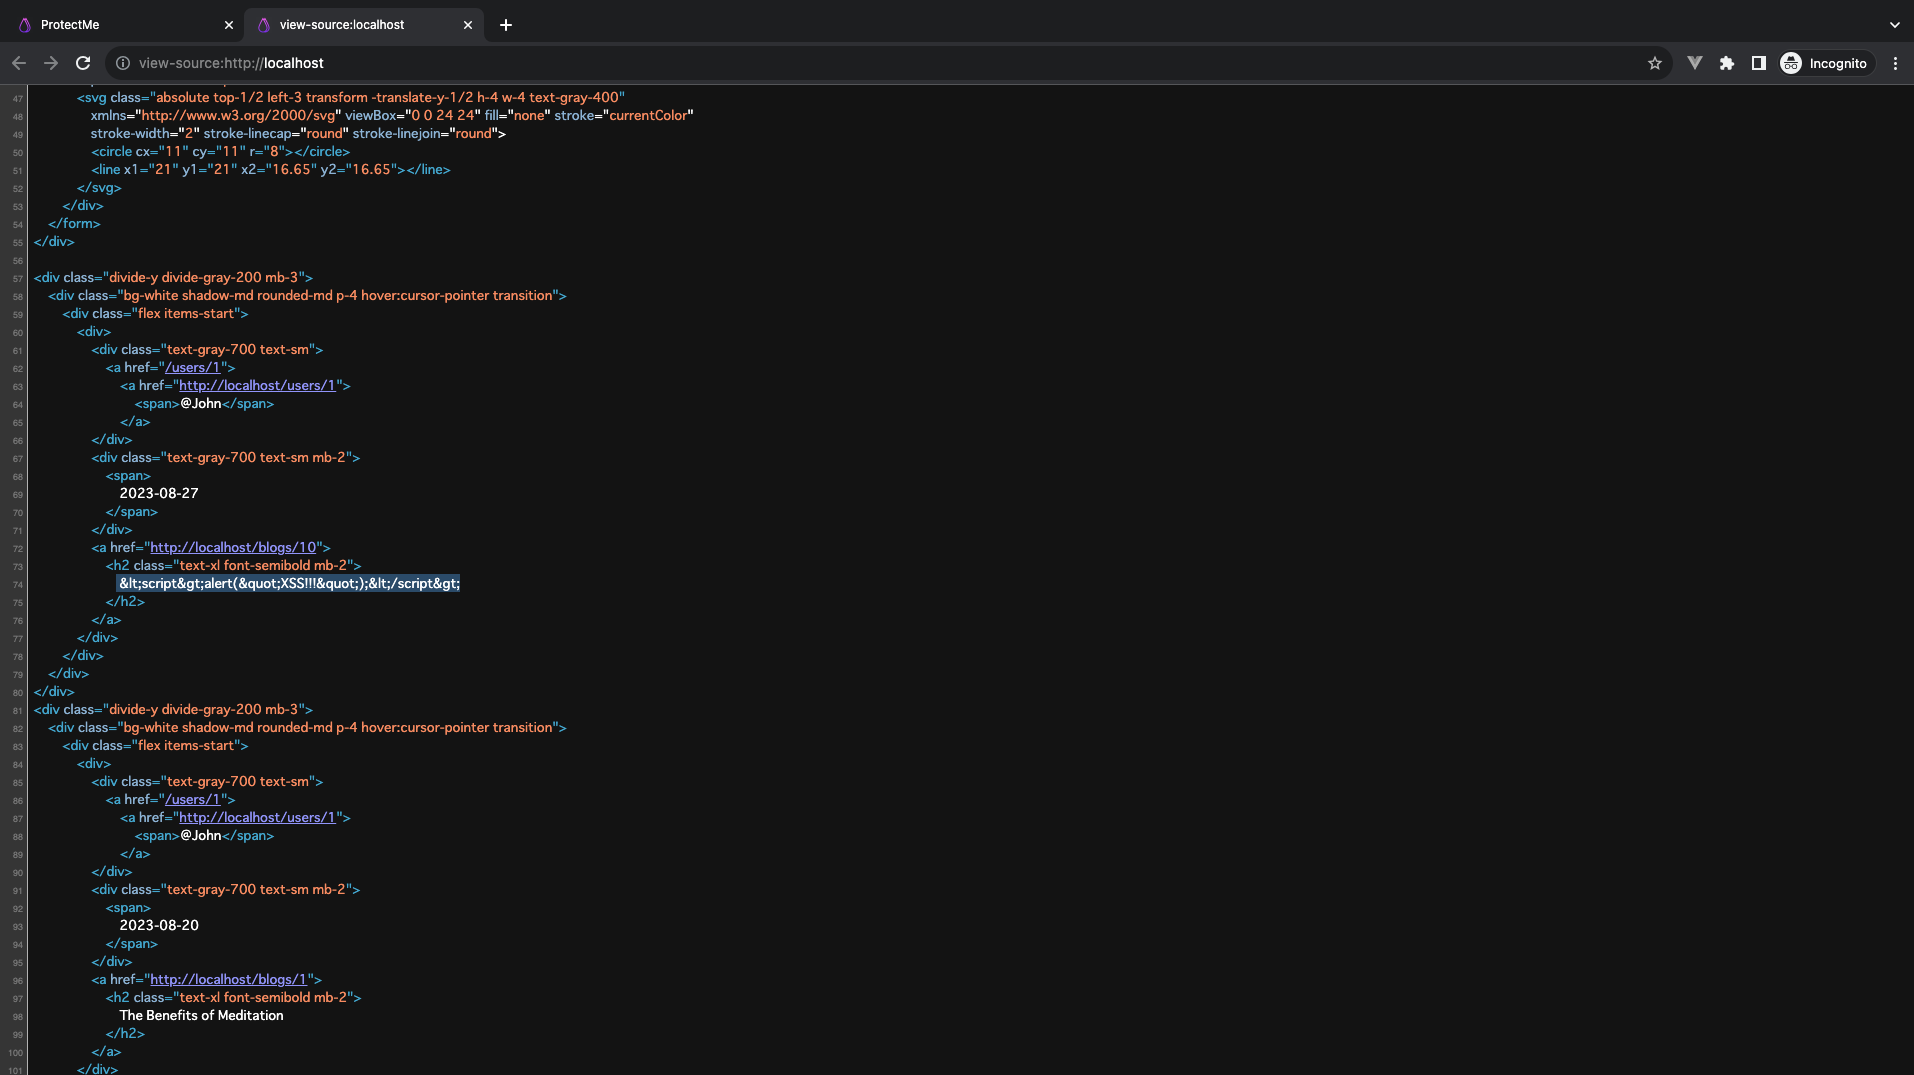 ProtectMe
view-source:localhost
view-source:http://localhost
Incognito
47 <svg class="absolute top-1/2 left-3 transform -translate-y-1/2 h-4 w-4 text-gray-400"
48 xmlns="http://www.w3.org/2000/svg" viewBox="0 0 24 24" fill="none" stroke="currentColor"
49 stroke-width="2" stroke-linecap="round" stroke-linejoin="round">
50 <circle cx="11" cy="11" r="8"></circle>
51 <line x1="21" y1="21" x2="16.65" y2="16.65"></line>
52 </svg>
53 </div>
54 </form>
55 </div>
56
57 <div class="divide-y divide-gray-200 mb-3">
58 <div class="bg-white shadow-md rounded-md p-4 hover:cursor-pointer transition">
59 <div class="flex items-start">
60 <div>
61 <div class="text-gray-700 text-sm">
62 <a href="/users/1">
63 <a href="http://localhost/users/1">
64 <span>@John</span>
65 </a>
66 </div>
67 <div class="text-gray-700 text-sm mb-2">
68 <span>
69 2023-08-27
70 </span>
71 </div>
72 <a href="http://localhost/blogs/10">
73 <h2 class="text-xl font-semibold mb-2">
74 &lt;script&gt;alert(&quot;XSS!!!&quot;);&lt;/script&gt;
75 </h2>
76 </a>
77 </div>
78 </div>
79 </div>
80 </div>
81 <div class="divide-y divide-gray-200 mb-3">
82 <div class="bg-white shadow-md rounded-md p-4 hover:cursor-pointer transition">
83 <div class="flex items-start">
84 <div>
85 <div class="text-gray-700 text-sm">
86 <a href="/users/1">
87 <a href="http://localhost/users/1">
88 <span>@John</span>
89 </a>
90 </div>
91 <div class="text-gray-700 text-sm mb-2">
92 <span>
93 2023-08-20
94 </span>
95 </div>
96 <a href="http://localhost/blogs/1">
97 <h2 class="text-xl font-semibold mb-2">
98 The Benefits of Meditation
99 </h2>
100 </a>
101 </div>